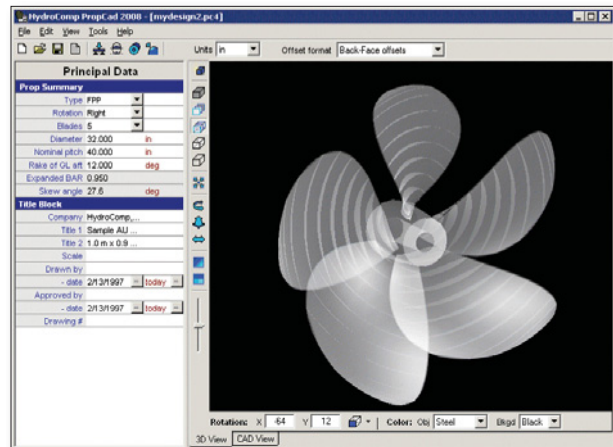 HydroComp PropCad 2008 - [mydesign2.pc4]
File Edit View Tools Help
Units in Offset format Back-Face offsets
Principal Data
Prop Summary
Type FPP
Rotation Right
Blades 5
Diameter 32.000 in
Nominal pitch 40.000 in
Rake of GL aft 12.000 deg
Expanded BAR 0.950
Skew angle 27.6 deg
Title Block
Company HydroComp,...
Title 1 Sample AU ...
Title 2 1.0 m x 0.9 ...
Scale
Drawn by
- date 2/13/1997 today
Approved by
- date 2/13/1997 today
Drawing #
Rotation: X -64 Y 12 Color: Obj Steel Bkgd Black
3D View CAD View